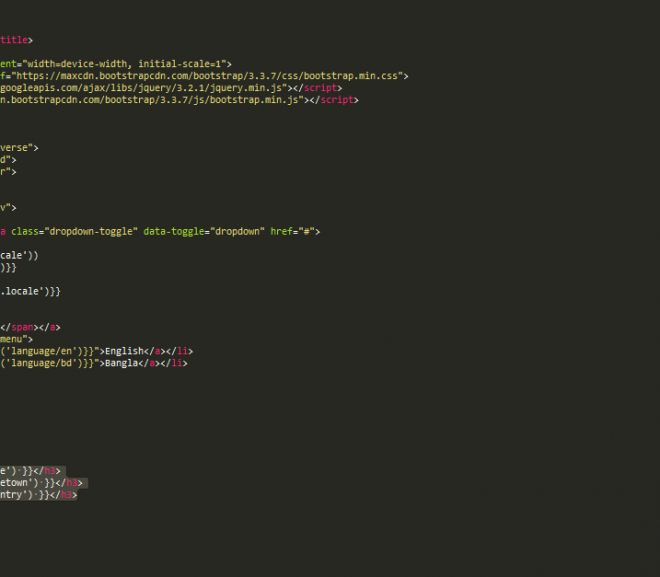 title>
ent="width=device-width, initial-scale=1">
f="https://maxcdn.bootstrapcdn.com/bootstrap/3.3.7/css/bootstrap.min.css">
googleapis.com/ajax/libs/jquery/3.2.1/jquery.min.js"></script>
n.bootstrapcdn.com/bootstrap/3.3.7/js/bootstrap.min.js"></script>
verse">
d">
r">
v">
a class="dropdown-toggle" data-toggle="dropdown" href="#">
cale'))
)}}
.locale')}}
</span></a>
menu">
('language/en')}}">English</a></li>
('language/bd')}}">Bangla</a></li>
e') }}</h3>
etown') }}</h3>
ntry') }}</h3>